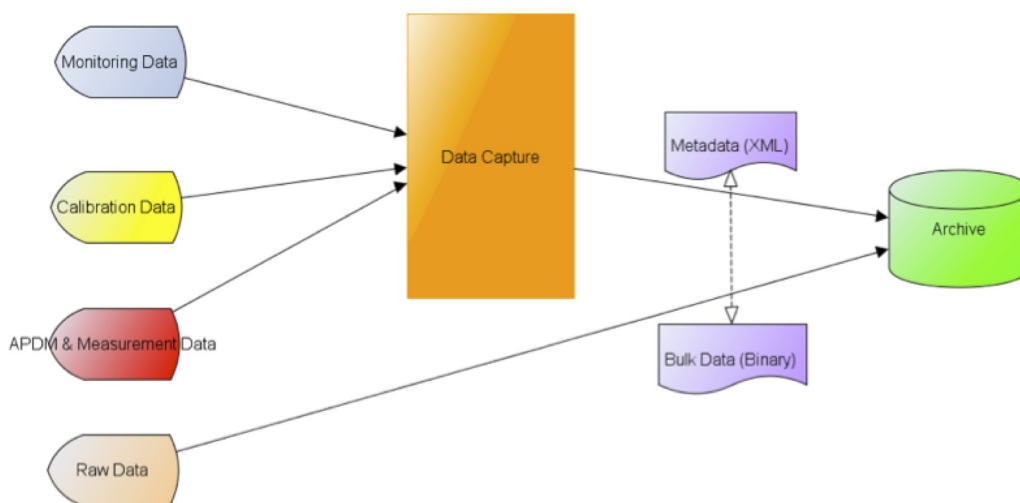 Monitoring Data
Data Capture
Metadata (XML)
Calibration Data
Archive
APDM & Measurement Data
Bulk Data (Binary)
Raw Data